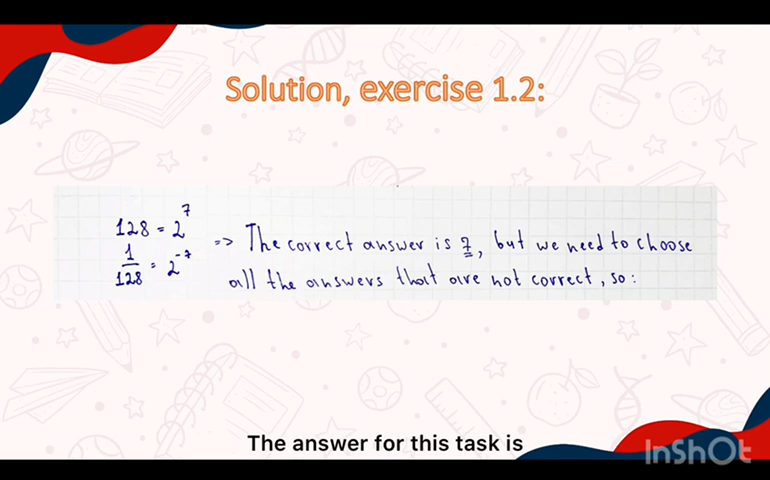 Solution, exercise 1.2:
128 = 2^7
1/128 = 2^-7
=> The correct answer is 7, but we need to choose
all the answers that are not correct, so:
The answer for this task is
InShOt